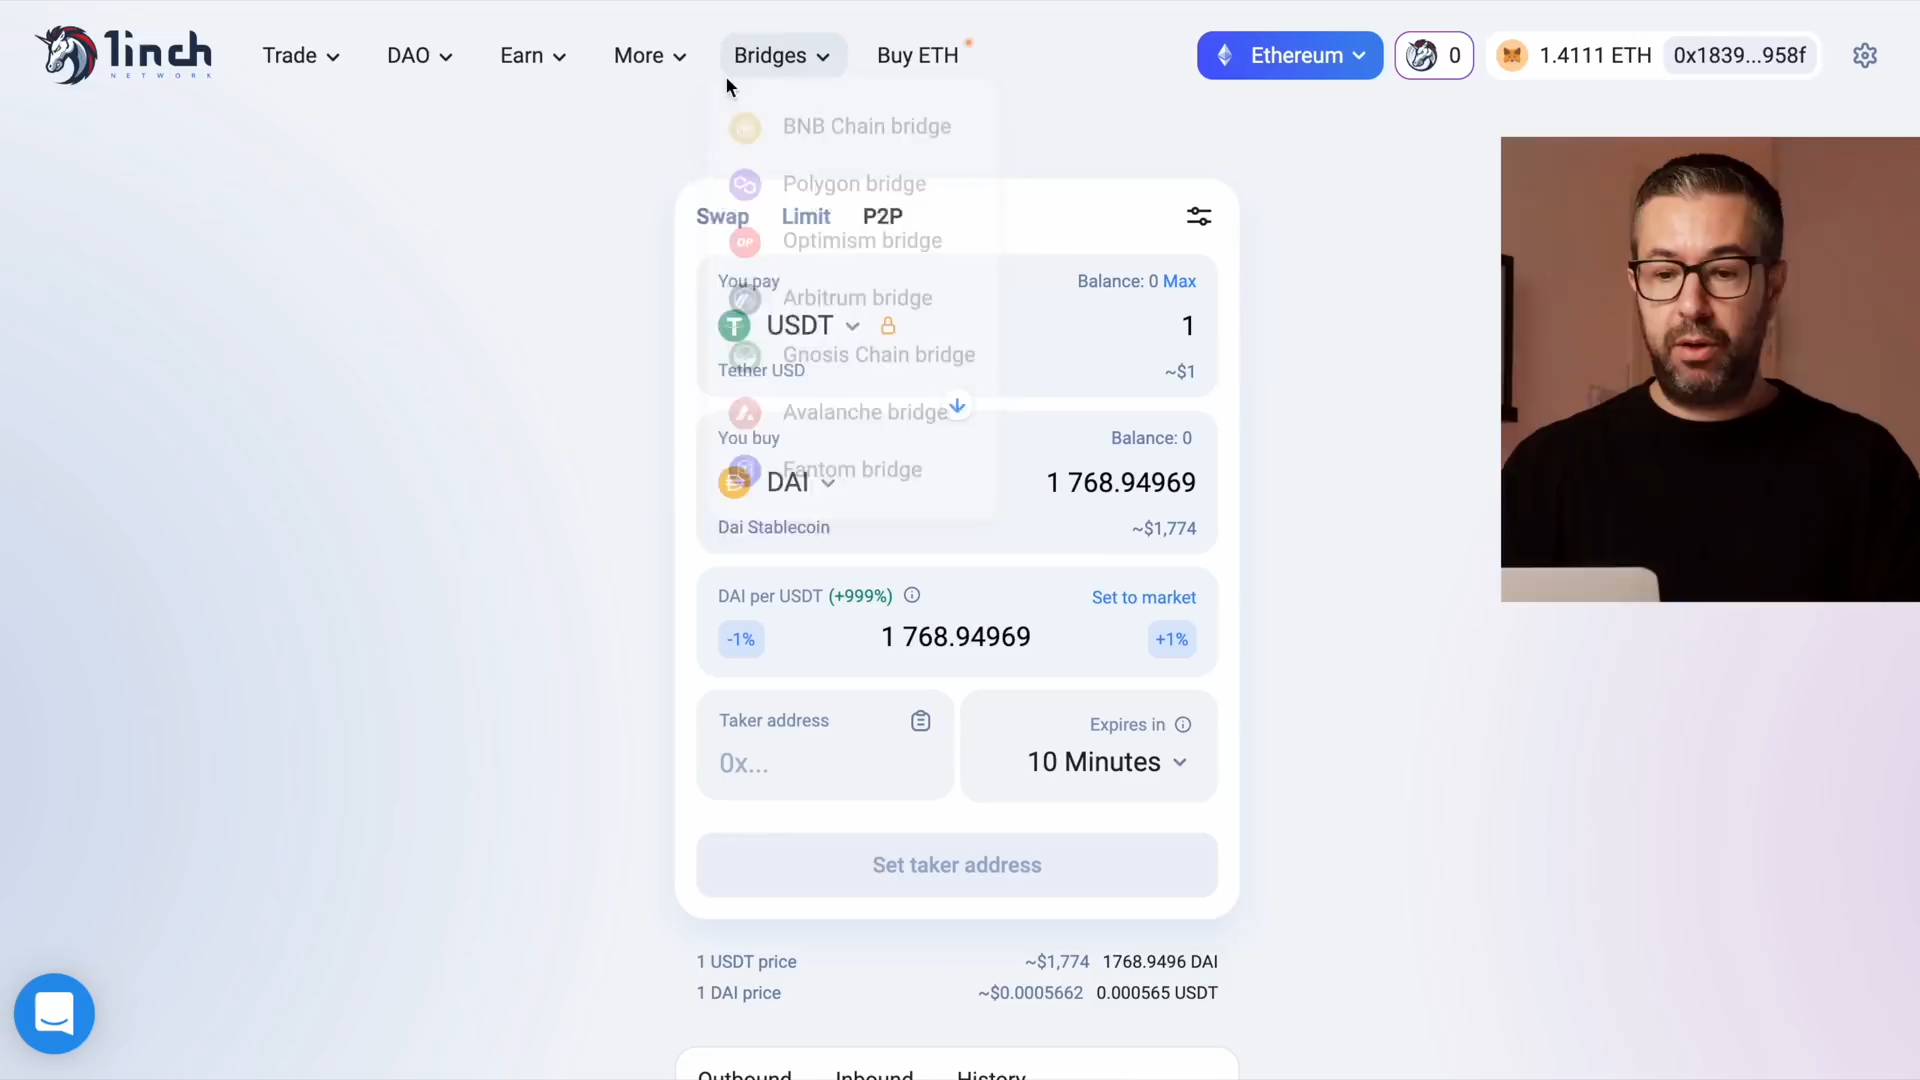 1inch
NETWORK
Trade
DAO
Earn
More
Bridges
Buy ETH
Ethereum
0
1.4111 ETH
0x1839...958f
BNB Chain bridge
Polygon bridge
Swap
Limit
P2P
OP
Optimism bridge
You pay
Balance: 0 Max
Arbitrum bridge
USDT
1
Gnosis Chain bridge
Tether USD
~$1
Avalanche bridge
You buy
Balance: 0
Fantom bridge
DAI
1 768.94969
Dai Stablecoin
~$1,774
DAI per USDT (+999%)
Set to market
-1%
1 768.94969
+1%
Taker address
Expires in
0x...
10 Minutes
Set taker address
1 USDT price
~$1,774 1768.9496 DAI
1 DAI price
~$0.0005662 0.000565 USDT
Outbound
Inbound
History